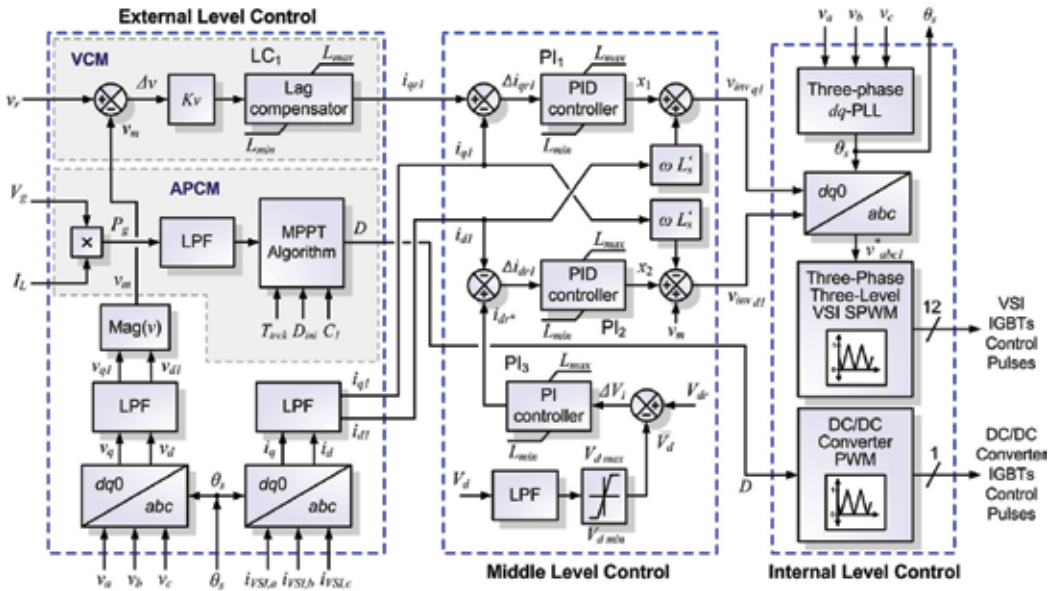 External Level Control
VCM
vr
Δv
vm
Kv
LC1
Lmax
Lag
compensator
Lmin
iqr1
APCM
Vg
IL
×
Pg
LPF
MPPT
Algorithm
D
Tstck Dini C1
vm
Mag(v)
vq1
vd1
LPF
vq
vd
dq0
abc
va
vb
vc
θs
θs
LPF
iq1
id1
iq
id
dq0
abc
iVSI,a
iVSI,b
iVSI,c
PI1
Lmax
Δiqr1
PID
controller
x1
Lmin
iq1
ω L's
ω L's
id1
Δidr1
Lmax
PID
controller
x2
Lmin
PI2
vm
idr*
PI3
Lmax
PI
controller
Lmin
ΔVi
Vdr
Vd
Vd
LPF
Vd max
Vd min
Middle Level Control
vinv q1
vinv d1
va
vb
vc
θs
Three-phase
dq-PLL
θs
dq0
abc
v*abc1
Three-Phase
Three-Level
VSI SPWM
12
VSI
IGBTs
Control
Pulses
DC/DC
Converter
PWM
D
1
DC/DC
Converter
IGBTs
Control
Pulses
Internal Level Control